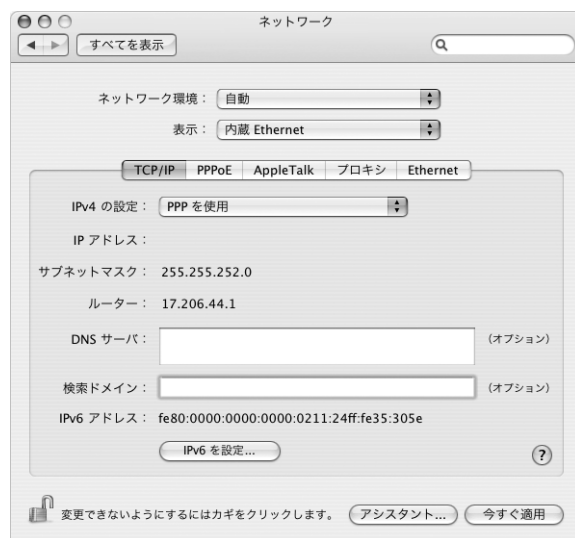 ネットワーク
すべてを表示
ネットワーク環境： 自動
表示： 内蔵 Ethernet
TCP/IP PPPoE AppleTalk プロキシ Ethernet
IPv4 の設定： PPP を使用
IP アドレス：
サブネットマスク： 255.255.252.0
ルーター： 17.206.44.1
DNS サーバ： (オプション)
検索ドメイン： (オプション)
IPv6 アドレス： fe80:0000:0000:0000:0211:24ff:fe35:305e
IPv6 を設定... ?
変更できないようにするにはカギをクリックします。 アシスタント... 今すぐ適用